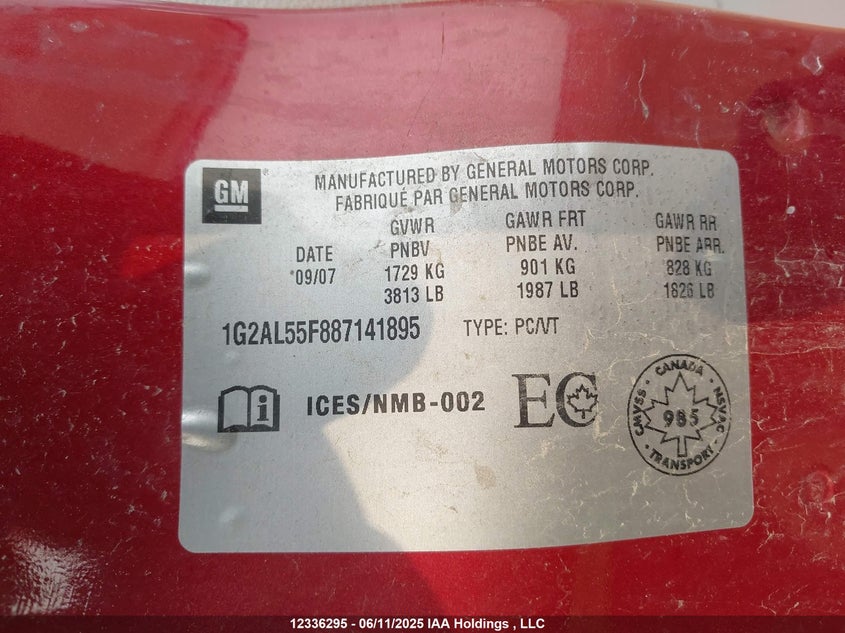 GM
MANUFACTURED BY GENERAL MOTORS CORP.
FABRIQUÉ PAR GENERAL MOTORS CORP.
DATE
09/07
GVWR
PNBV
1729 KG
3813 LB
GAWR FRT
PNBE AV.
901 KG
1987 LB
GAWR RR
PNBE ARR.
828 KG
1826 LB
1G2AL55F887141895 TYPE: PC/VT
ICES/NMB-002
EC
CANADA
CMVSS
NSVAC
985
TRANSPORT
12336295 - 06/11/2025 IAA Holdings , LLC